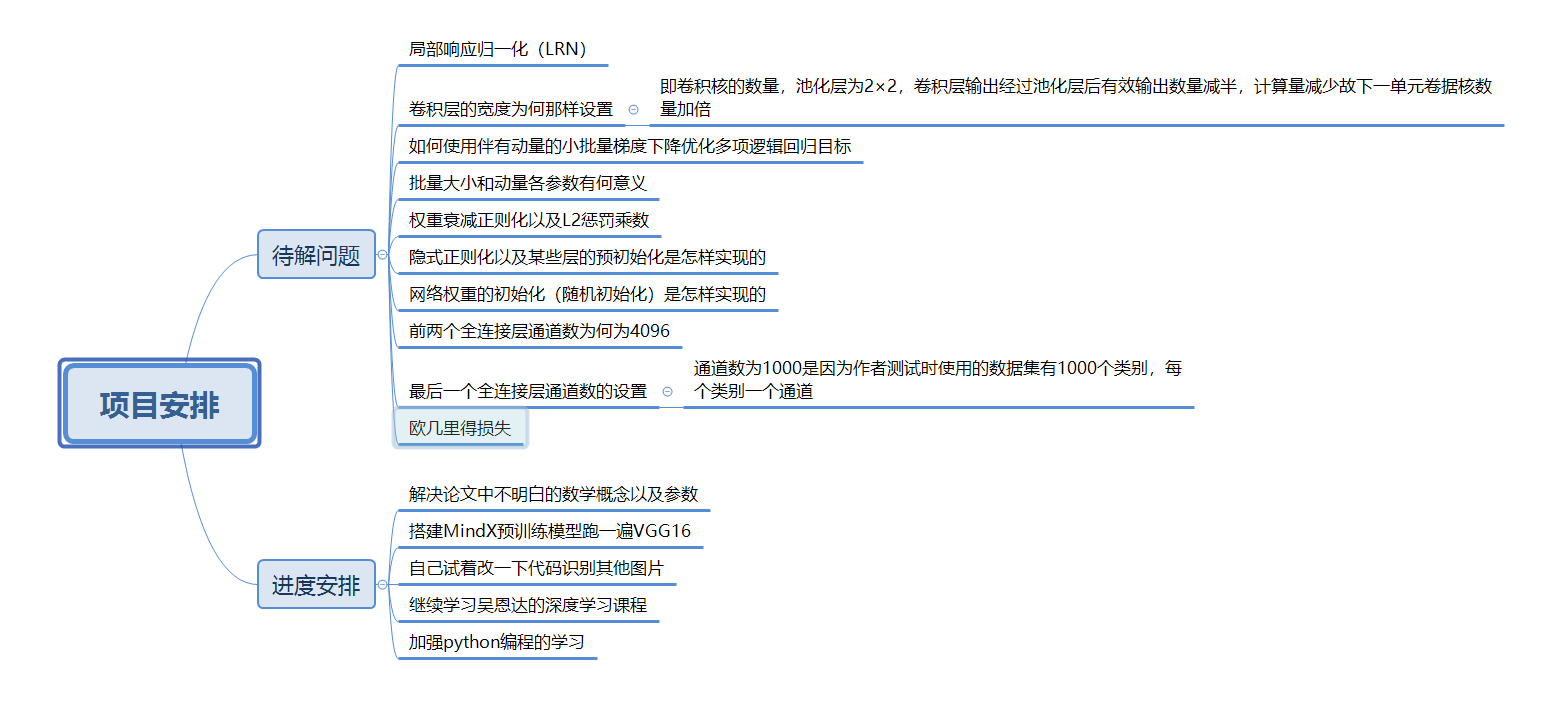 项目安排
待解问题
局部响应归一化（LRN）
卷积层的宽度为何那样设置
即卷积核的数量，池化层为2×2，卷积层输出经过池化层后有效输出数量减半，计算量减少故下一单元卷据核数
量加倍
如何使用伴有动量的小批量梯度下降优化多项逻辑回归目标
批量大小和动量各参数有何意义
权重衰减正则化以及L2惩罚乘数
隐式正则化以及某些层的预初始化是怎样实现的
网络权重的初始化（随机初始化）是怎样实现的
前两个全连接层通道数为何为4096
最后一个全连接层通道数的设置
通道数为1000是因为作者测试时使用的数据集有1000个类别，每
个类别一个通道
欧几里得损失
进度安排
解决论文中不明白的数学概念以及参数
搭建MindX预训练模型跑一遍VGG16
自己试着改一下代码识别其他图片
继续学习吴恩达的深度学习课程
加强python编程的学习